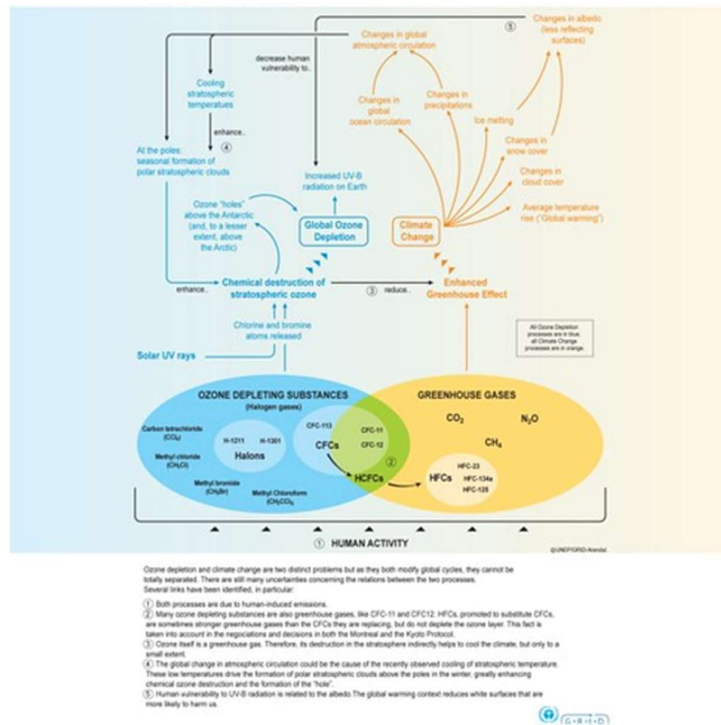 ⑤
Changes in albedo
(less reflecting
surfaces)
Changes in global
atmospheric circulation
decrease human
vulnerability to..
Cooling
stratospheric
temperatues
Changes in
global
ocean circulation
Changes in
precipitations
Ice melting
enhance..
④
Changes in
snow cover
At the poles:
seasonal formation of
polar stratospheric clouds
Changes in
cloud cover
Increased UV-B
radiation on Earth
Ozone "holes"
above the Antarctic
(and, to a lesser
extent, above
the Arctic)
Average temperature
rise ("Global warming")
Global Ozone
Depletion
Climate
Change
enhance..
Chemical destruction of
stratospheric ozone
③ reduce..
Enhanced
Greenhouse Effect
Chlorine and bromine
atoms released
All Ozone Depletion
processes are in blue,
all Climate Change
processes are in orange.
Solar UV rays
OZONE DEPLETING SUBSTANCES
(Halogen gases)
GREENHOUSE GASES
Carbon tetrachloride
(CCl₄)
Methyl chloride
(CH₃Cl)
Methyl bromide
(CH₃Br)
Methyl Chloroform
H-1211 H-1301
Halons
CFC-113
CFCs
CFC-11
CFC-12
②
HCFCs
CO₂
N₂O
CH₄
HFCs
HFC-23
HFC-134a
HFC-125
① HUMAN ACTIVITY
@UNEP/GRID-Arendal
Ozone depletion and climate change are two distinct problems but as they both modify global cycles, they cannot be
totally separated. There are still many uncertainties concerning the relations between the two processes.
Several links have been identified, in particular:
① Both processes are due to human-induced emissions.
② Many ozone depleting substances are also greenhouse gases, like CFC-11 and CFC12. HFCs, promoted to substitute CFCs,
are sometimes stronger greenhouse gases than the CFCs they are replacing, but do not deplete the ozone layer. This fact is
taken into account in the negociations and decisions in both the Montreal and the Kyoto Protocol.
③ Ozone itself is a greenhouse gas. Therefore, its destruction in the stratosphere indirectly helps to cool the climate, but only to a
small extent.
④ The global change in atmospheric circulation could be the cause of the recently observed cooling of stratospheric temperature.
These low temperatures drive the formation of polar stratospheric clouds above the poles in the winter, greatly enhancing
chemical ozone destruction and the formation of the "hole".
⑤ Human vulnerability to UV-B radiation is related to the albedo. The global warming context reduces white surfaces that are
more likely to harm us.
G R I D